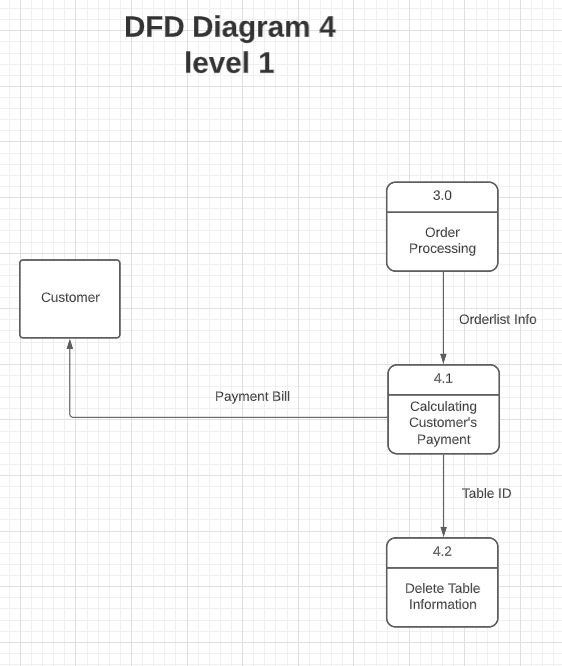 DFD Diagram 4
level 1
3.0
Order
Processing
Customer
Orderlist Info
4.1
Payment Bill
Calculating
Customer's
Payment
Table ID
4.2
Delete Table
Information